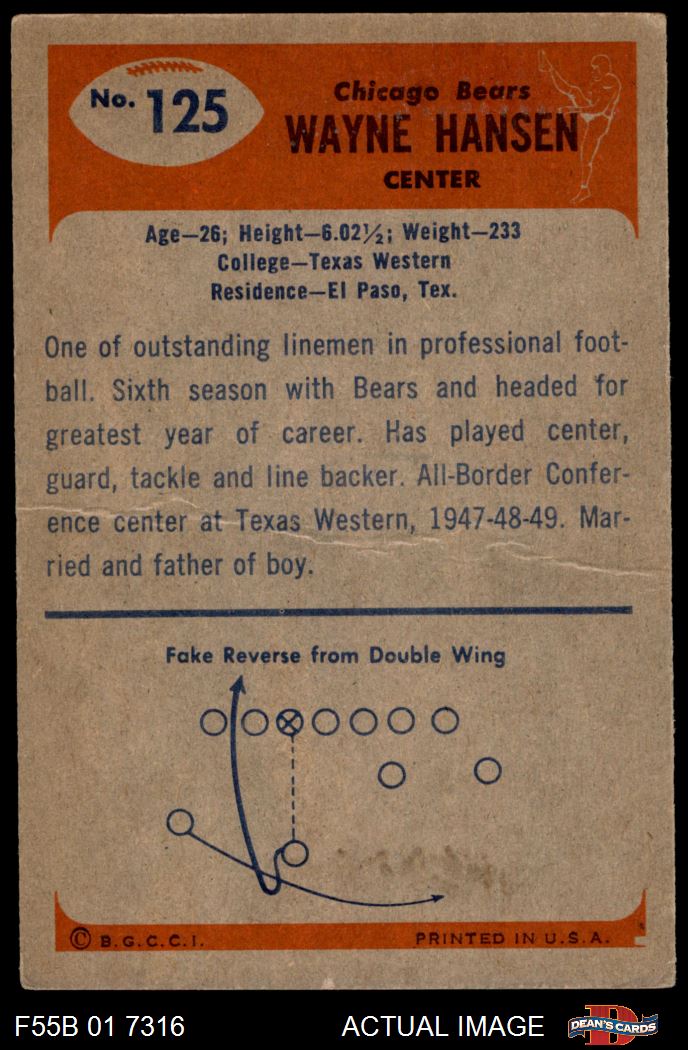 No. 125
Chicago Bears
WAYNE HANSEN
CENTER
Age—26; Height—6.02½; Weight—233
College—Texas Western
Residence—El Paso, Tex.
One of outstanding linemen in professional foot-
ball. Sixth season with Bears and headed for
greatest year of career. Has played center,
guard, tackle and line backer. All-Border Confer-
ence center at Texas Western, 1947-48-49. Mar-
ried and father of boy.
Fake Reverse from Double Wing
© B.G.C.C.I.
PRINTED IN U.S.A.
F55B 01 7316
ACTUAL IMAGE
DEAN'S CARDS